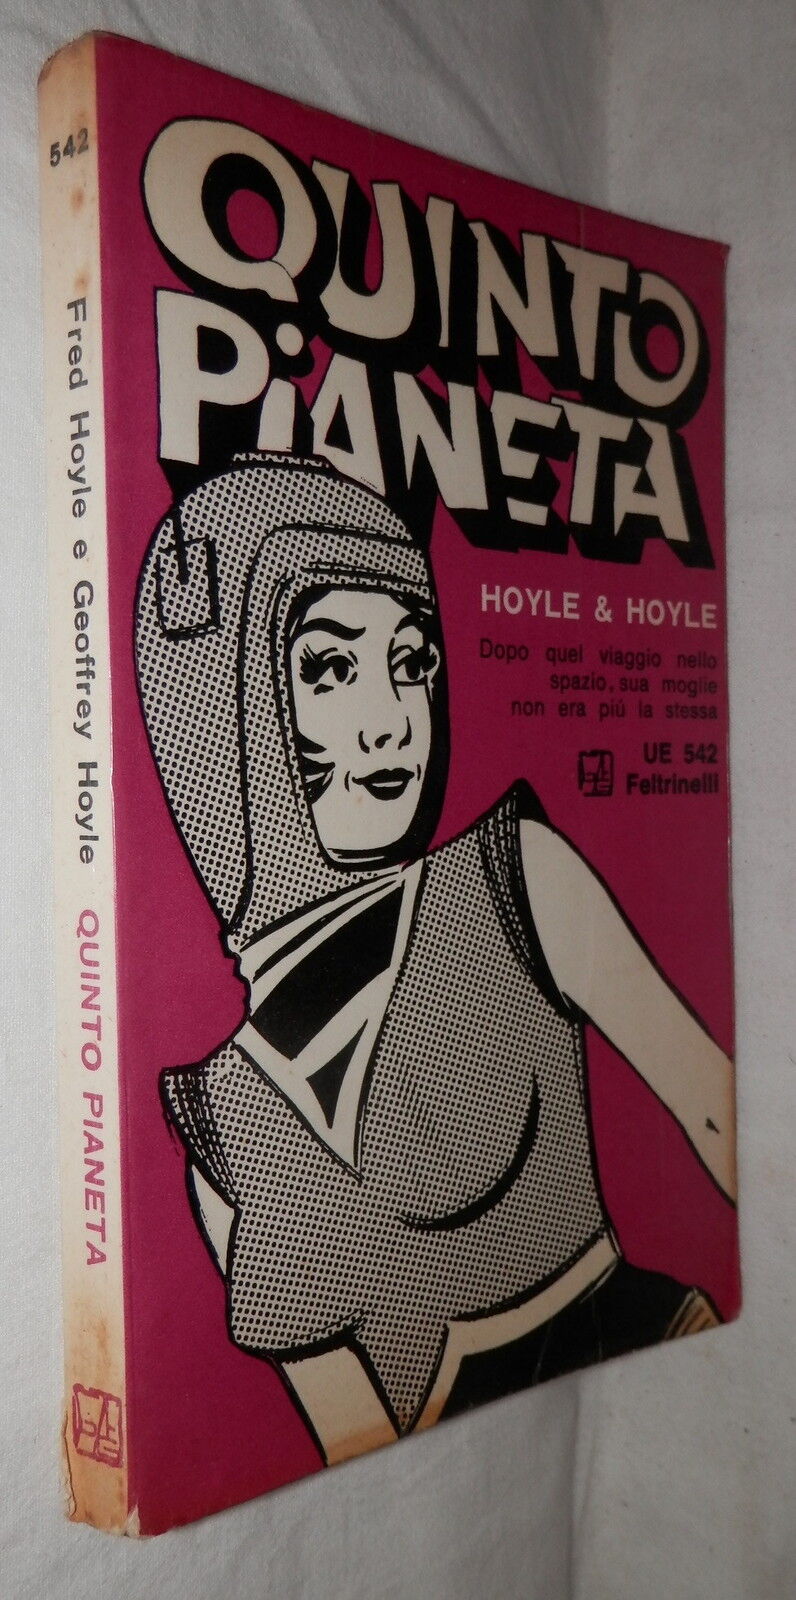 542
Fred Hoyle e Geoffrey Hoyle QUINTO PIANETA
QUINTO
PiANETA
HOYLE & HOYLE
Dopo quel viaggio nello
spazio, sua moglie
non era piú la stessa
UE 542
Feltrinelli